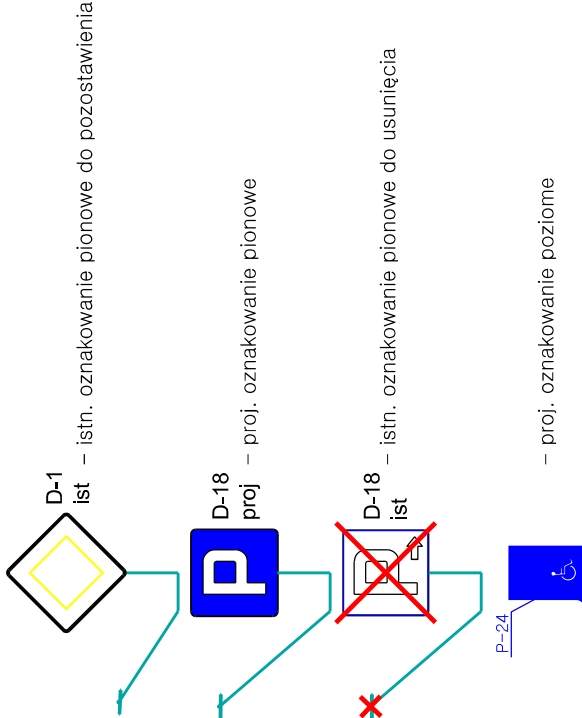 D-1
ist
– istn. oznakowanie pionowe do pozostawienia
P
D-18
proj
– proj. oznakowanie pionowe
P
D-18
ist
– istn. oznakowanie pionowe do usunięcia
P-24
– proj. oznakowanie poziome